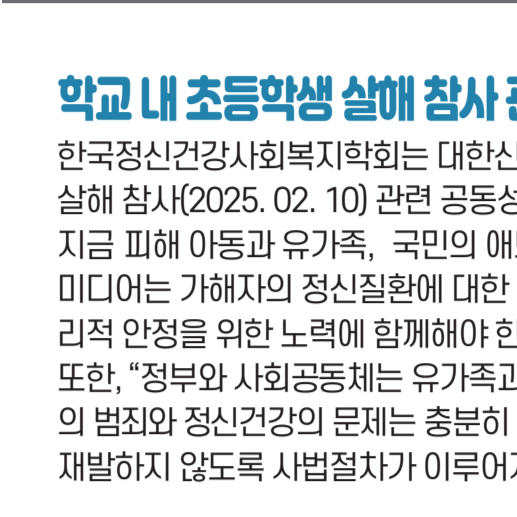 학교 내 초등학생 살해 참사
한국정신건강사회복지학회는 대한신
살해 참사(2025. 02. 10) 관련 공동성
지금 피해 아동과 유가족,  국민의 애
미디어는 가해자의 정신질환에 대한
리적 안정을 위한 노력에 함께해야 한
또한, “정부와 사회공동체는 유가족과
의 범죄와 정신건강의 문제는 충분히
재발하지 않도록 사법절차가 이루어